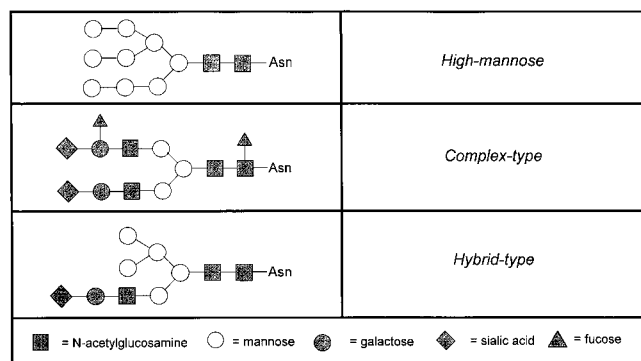 Asn
High-mannose
Asn
Complex-type
Asn
Hybrid-type
= N-acetylglucosamine = mannose = galactose = sialic acid = fucose